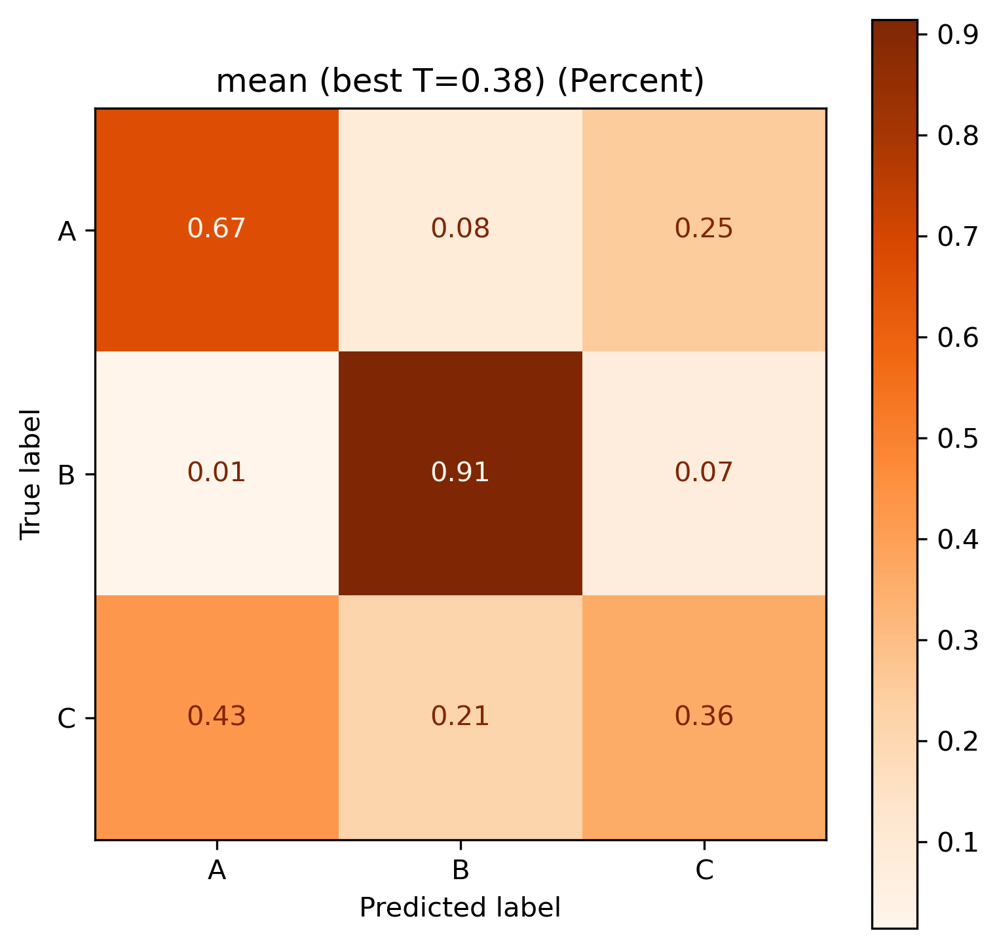 mean (best T=0.38) (Percent)
True label
A
0.67 0.08 0.25
B
0.01 0.91 0.07
C
0.43 0.21 0.36
A B C
Predicted label
0.9
0.8
0.7
0.6
0.5
0.4
0.3
0.2
0.1